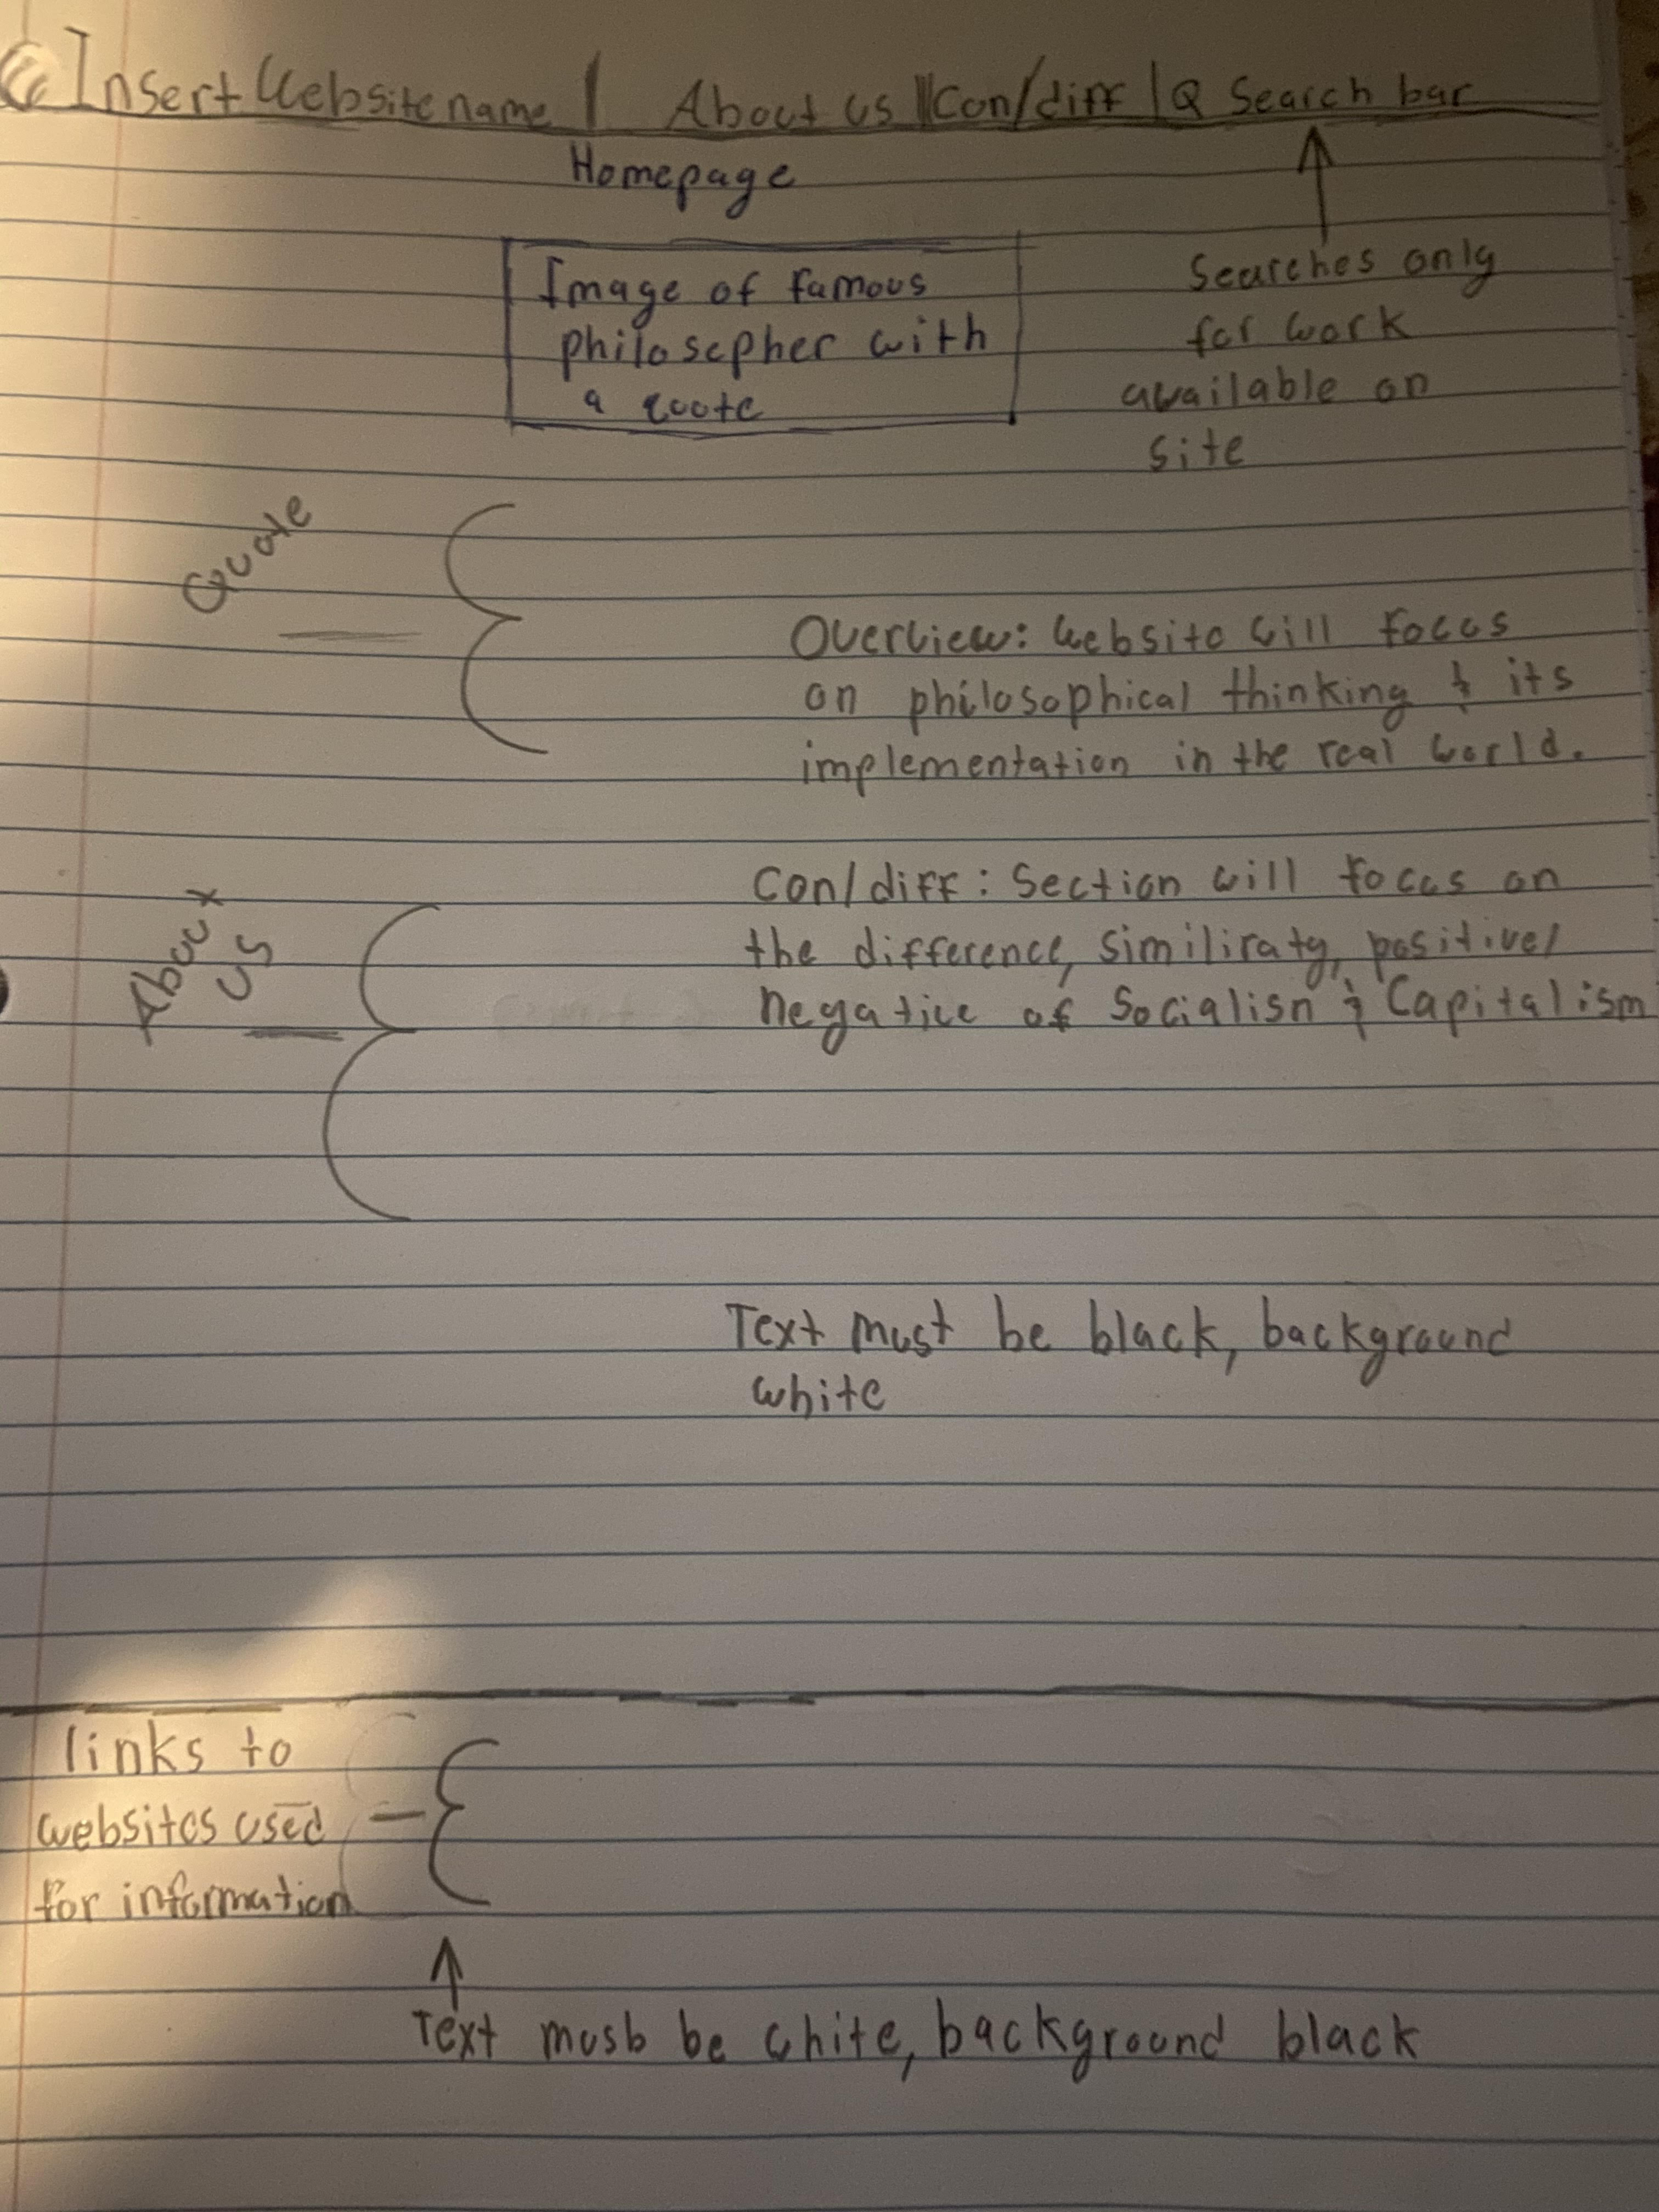 Insert Website name | About us || Con/diff | Q Search bar
Homepage
Image of famous
philosepher with
a quote
Searches only
for work
available on
site
Quote
Overview: Website will focus
on philosophical thinking & its
implementation in the real world.
About
us
Con/diff: Section will focus on
the difference, similiraty, positive/
negative of Socialism & Capitalism
Text must be black, background
white
links to
websites used
for information
Text musb be white, background black